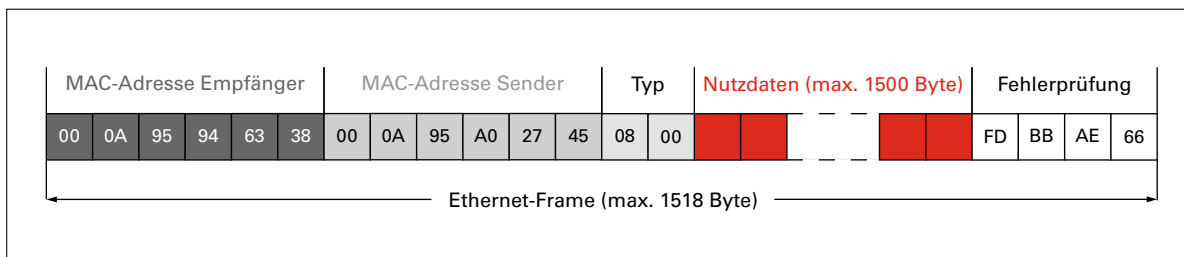 MAC-Adresse Empfänger MAC-Adresse Sender Typ Nutzdaten (max. 1500 Byte) Fehlerprüfung
00 0A 95 94 63 38 00 0A 95 A0 27 45 08 00 FD BB AE 66
Ethernet-Frame (max. 1518 Byte)